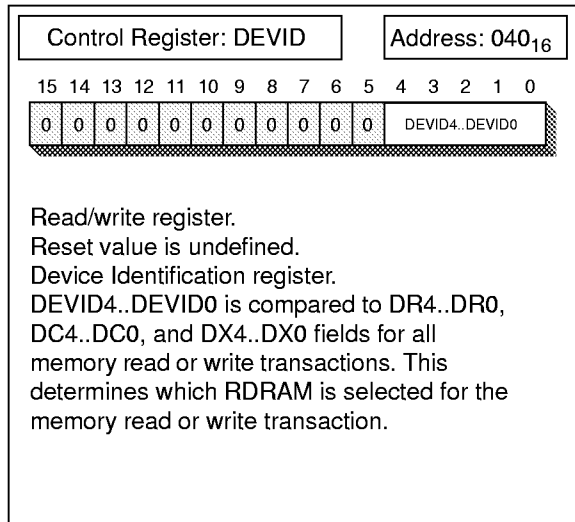 Control Register: DEVID
Address: 040₁₆
15 14 13 12 11 10 9 8 7 6 5 4 3 2 1 0
0 0 0 0 0 0 0 0 0 0 0 DEVID4..DEVID0
Read/write register.
Reset value is undefined.
Device Identification register.
DEVID4..DEVID0 is compared to DR4..DR0,
DC4..DC0, and DX4..DX0 fields for all
memory read or write transactions. This
determines which RDRAM is selected for the
memory read or write transaction.